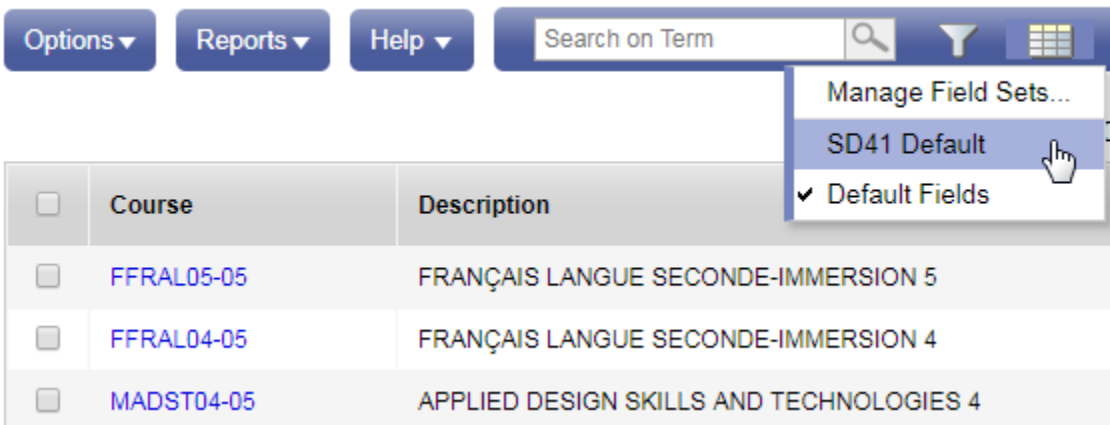 Options Reports Help Search on Term
Manage Field Sets...
SD41 Default
Default Fields
Course Description
FFRAL05-05 FRANÇAIS LANGUE SECONDE-IMMERSION 5
FFRAL04-05 FRANÇAIS LANGUE SECONDE-IMMERSION 4
MADST04-05 APPLIED DESIGN SKILLS AND TECHNOLOGIES 4